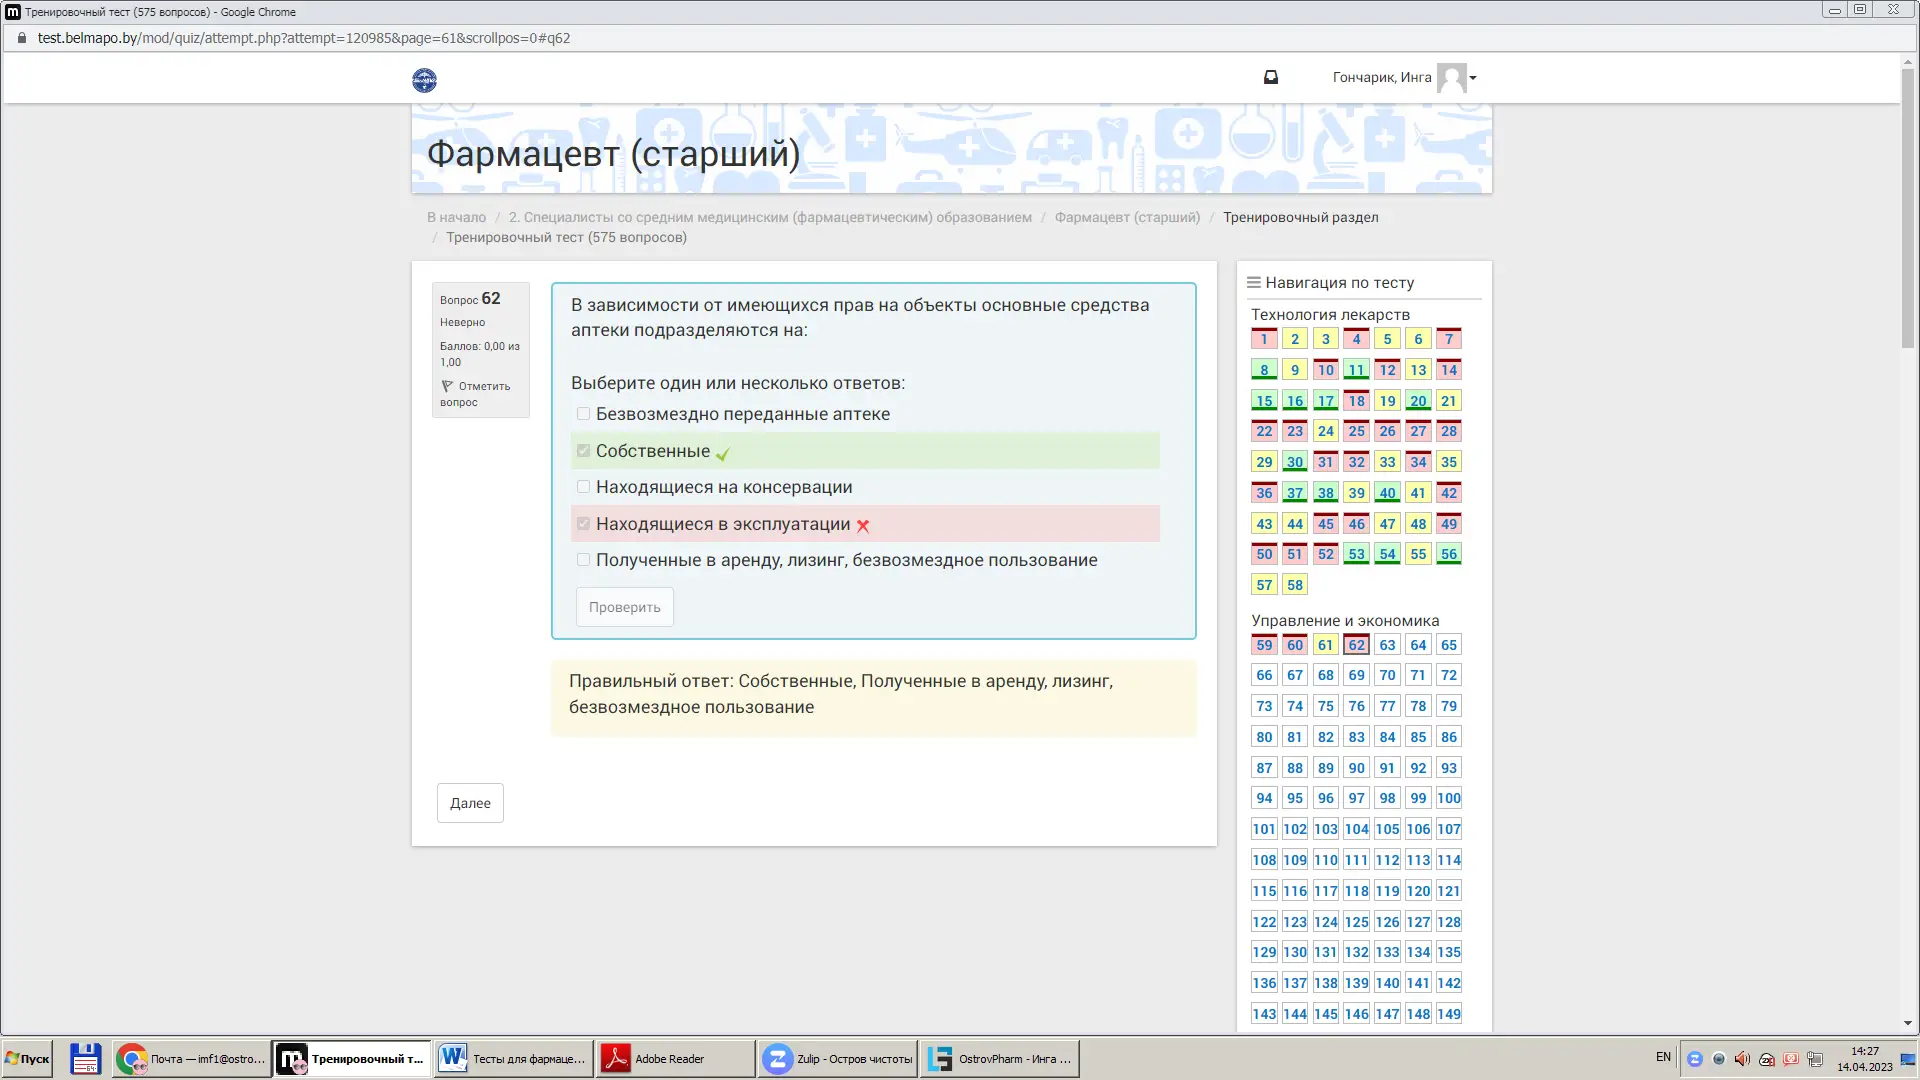 Тренировочный тест (575 вопросов) - Google Chrome
test.belmapo.by/mod/quiz/attempt.php?attempt=120985&page=61&scrollpos=0#q62
Гончарик, Инга
Фармацевт (старший)
В начало / 2. Специалисты со средним медицинским (фармацевтическим) образованием / Фармацевт (старший) / Тренировочный раздел
/ Тренировочный тест (575 вопросов)
Вопрос 62
Неверно
Баллов: 0,00 из
1,00
Отметить
вопрос
В зависимости от имеющихся прав на объекты основные средства
аптеки подразделяются на:
Выберите один или несколько ответов:
Безвозмездно переданные аптеке
Собственные
Находящиеся на консервации
Находящиеся в эксплуатации
Полученные в аренду, лизинг, безвозмездное пользование
Проверить
Правильный ответ: Собственные, Полученные в аренду, лизинг,
безвозмездное пользование
Далее
Навигация по тесту
Технология лекарств
1 2 3 4 5 6 7
8 9 10 11 12 13 14
15 16 17 18 19 20 21
22 23 24 25 26 27 28
29 30 31 32 33 34 35
36 37 38 39 40 41 42
43 44 45 46 47 48 49
50 51 52 53 54 55 56
57 58
Управление и экономика
59 60 61 62 63 64 65
66 67 68 69 70 71 72
73 74 75 76 77 78 79
80 81 82 83 84 85 86
87 88 89 90 91 92 93
94 95 96 97 98 99 100
101 102 103 104 105 106 107
108 109 110 111 112 113 114
115 116 117 118 119 120 121
122 123 124 125 126 127 128
129 130 131 132 133 134 135
136 137 138 139 140 141 142
143 144 145 146 147 148 149
Пуск
Почта — imf1@ostro...
Тренировочный т...
Тесты для фармаце...
Adobe Reader
Zulip - Остров чистоты
OstrovPharm - Инга ...
EN
14:27
14.04.2023